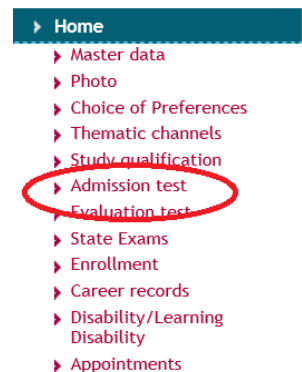 Home
Master data
Photo
Choice of Preferences
Thematic channels
Study qualification
Admission test
Evaluation test
State Exams
Enrollment
Career records
Disability/Learning
Disability
Appointments